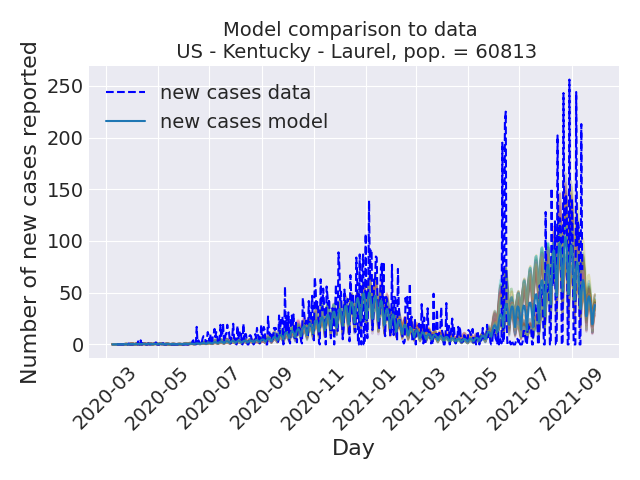 Model comparison to data
US - Kentucky - Laurel, pop. = 60813
Number of new cases reported
250
200
150
100
50
0
new cases data
new cases model
2020-03
2020-05
2020-07
2020-09
2020-11
2021-01
2021-03
2021-05
2021-07
2021-09
Day